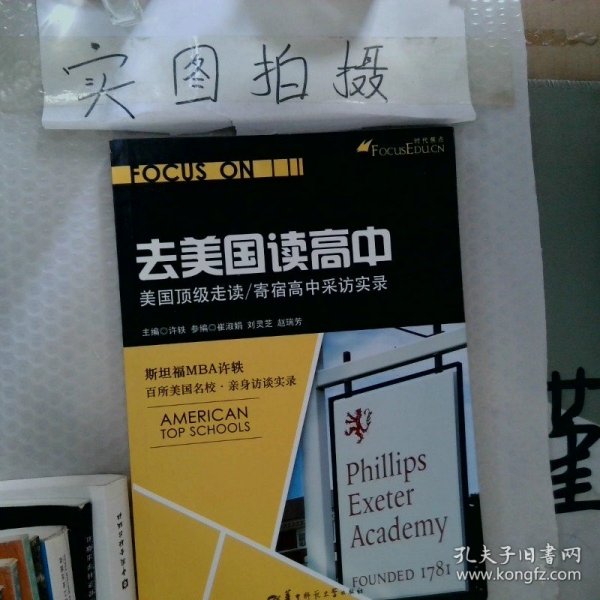 实图拍摄
FOCUS ON
时代焦点
FOCUSEDU.CN
去美国读高中
美国顶级走读/寄宿高中采访实录
主编◎许轶 参编◎崔淑娟 刘灵芝 赵瑞芳
斯坦福MBA许轶
百所美国名校·亲身访谈实录
AMERICAN
TOP SCHOOLS
Phillips
Exeter
Academy
FOUNDED 1781
孔夫子旧书网
www.kongfz.com